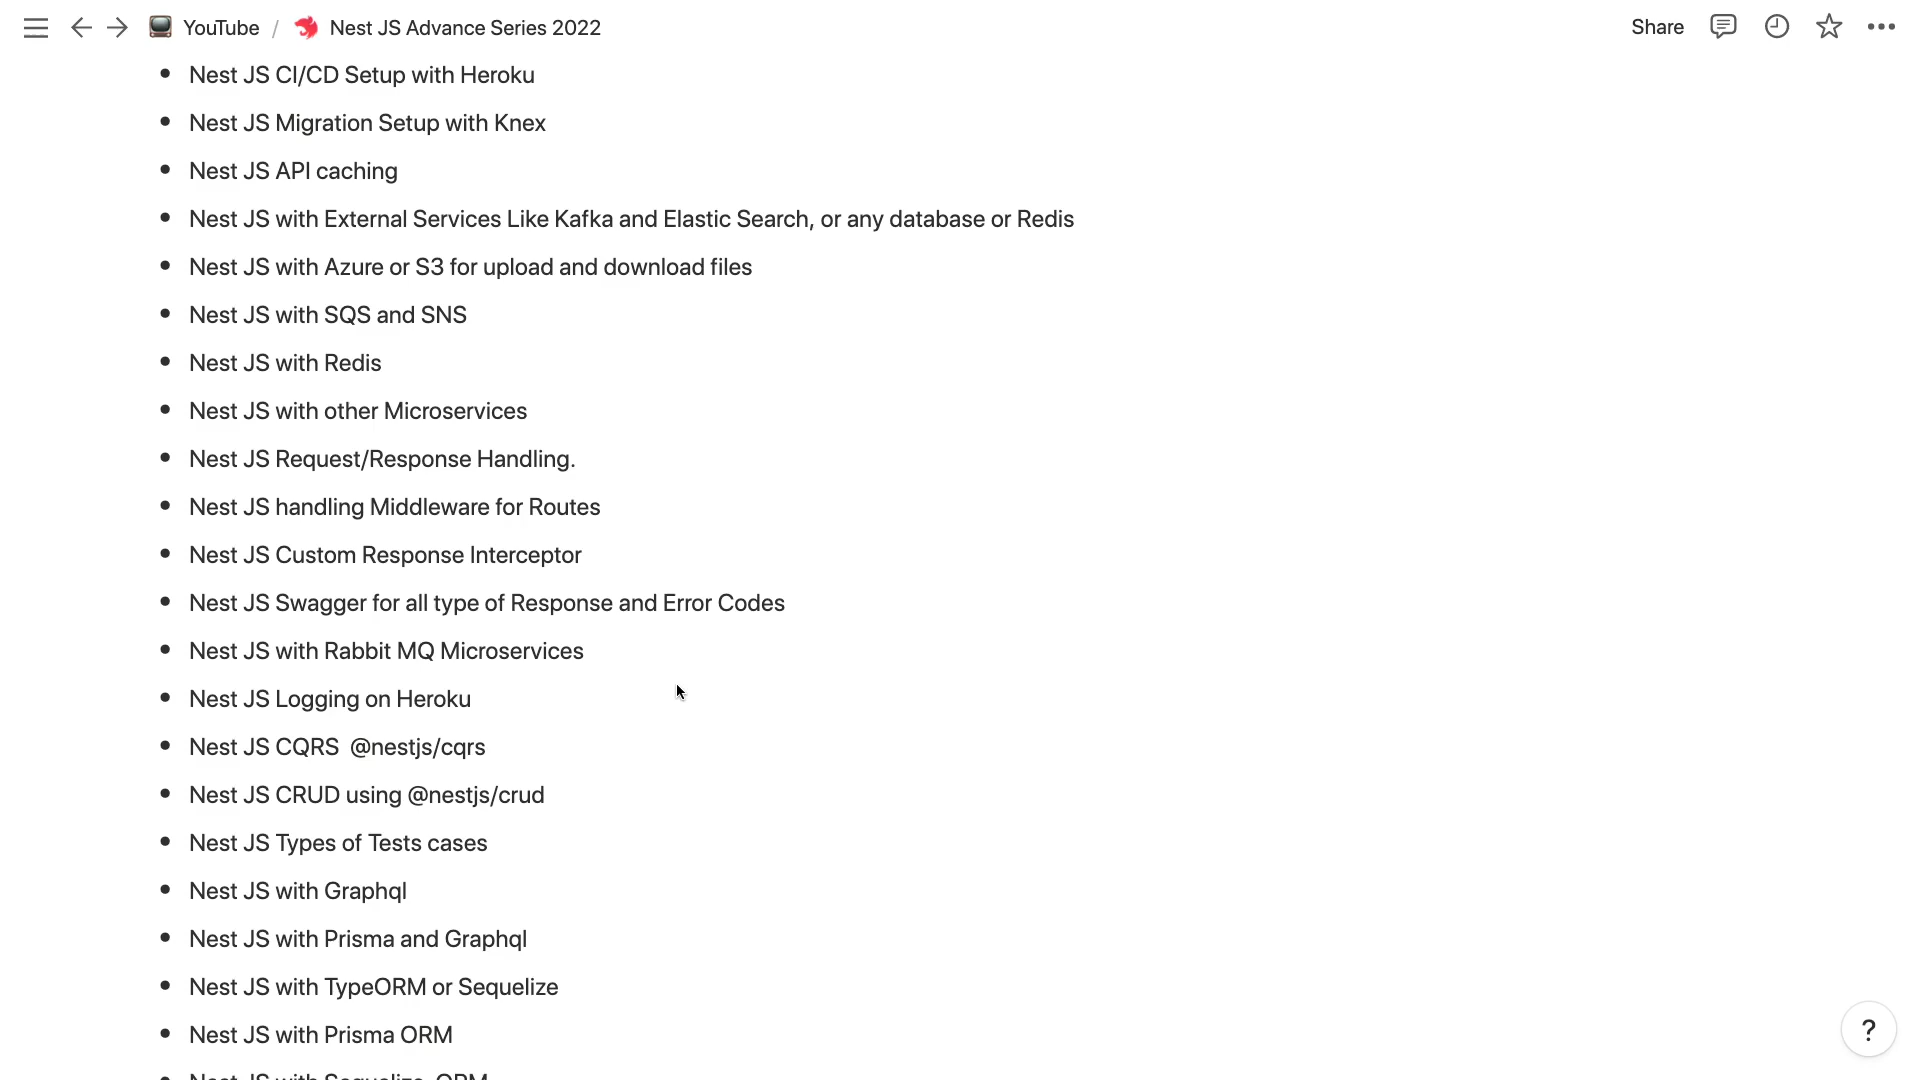 YouTube / Nest JS Advance Series 2022 Share
• Nest JS CI/CD Setup with Heroku
• Nest JS Migration Setup with Knex
• Nest JS API caching
• Nest JS with External Services Like Kafka and Elastic Search, or any database or Redis
• Nest JS with Azure or S3 for upload and download files
• Nest JS with SQS and SNS
• Nest JS with Redis
• Nest JS with other Microservices
• Nest JS Request/Response Handling.
• Nest JS handling Middleware for Routes
• Nest JS Custom Response Interceptor
• Nest JS Swagger for all type of Response and Error Codes
• Nest JS with Rabbit MQ Microservices
• Nest JS Logging on Heroku
• Nest JS CQRS @nestjs/cqrs
• Nest JS CRUD using @nestjs/crud
• Nest JS Types of Tests cases
• Nest JS with Graphql
• Nest JS with Prisma and Graphql
• Nest JS with TypeORM or Sequelize
• Nest JS with Prisma ORM
• Nest JS with Sequelize ORM
?